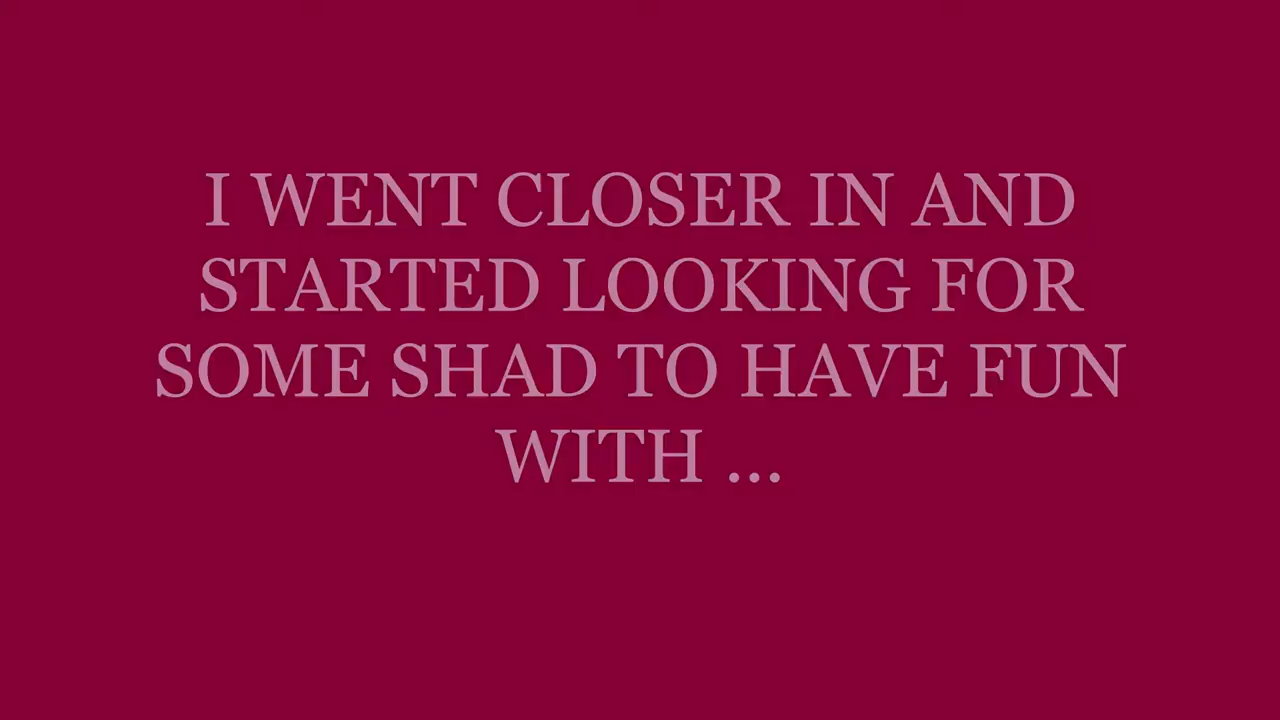 I WENT CLOSER IN AND
STARTED LOOKING FOR
SOME SHAD TO HAVE FUN
WITH ...